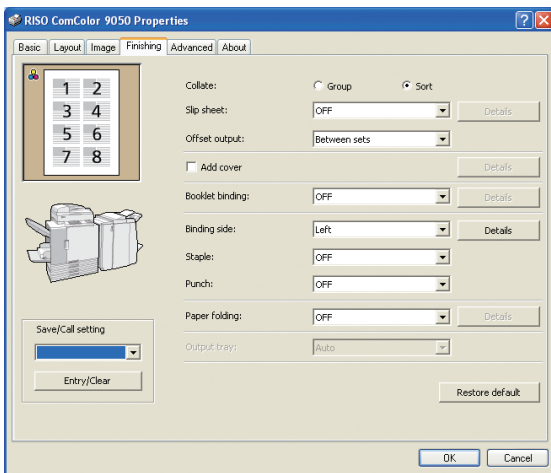 RISO ComColor 9050 Properties
Basic Layout Image Finishing Advanced About
1 2
3 4
5 6
7 8
Collate: Group Sort
Slip sheet: OFF Details
Offset output: Between sets
Add cover Details
Booklet binding: OFF Details
Binding side: Left Details
Staple: OFF
Punch: OFF
Paper folding: OFF Details
Output tray: Auto
Save/Call setting
Entry/Clear
Restore default
OK Cancel